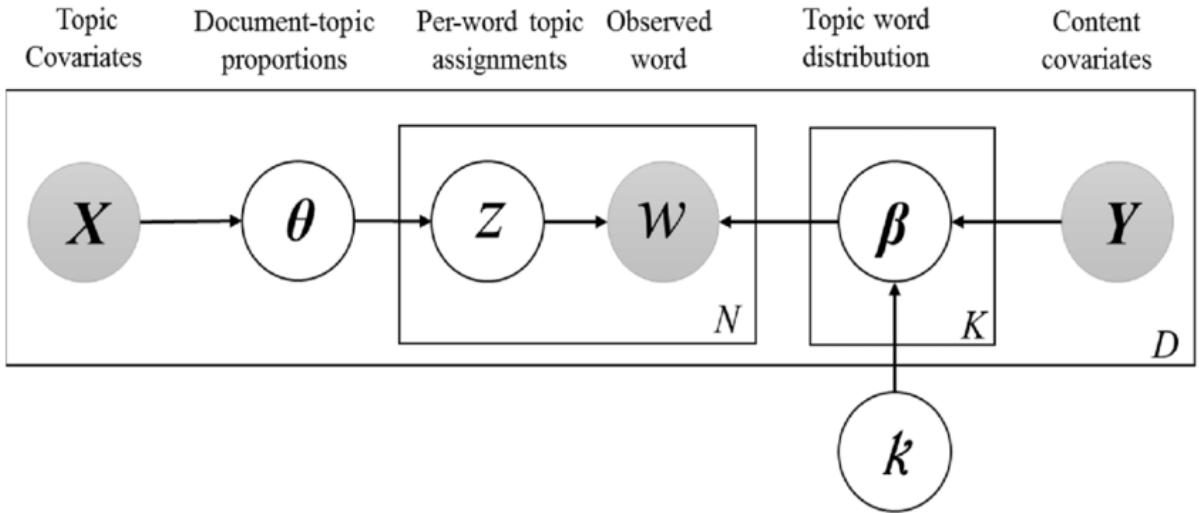 Topic
Covariates
Document-topic
proportions
Per-word topic
assignments
Observed
word
Topic word
distribution
Content
covariates
X
θ
Z
W
β
Y
N
K
D
k